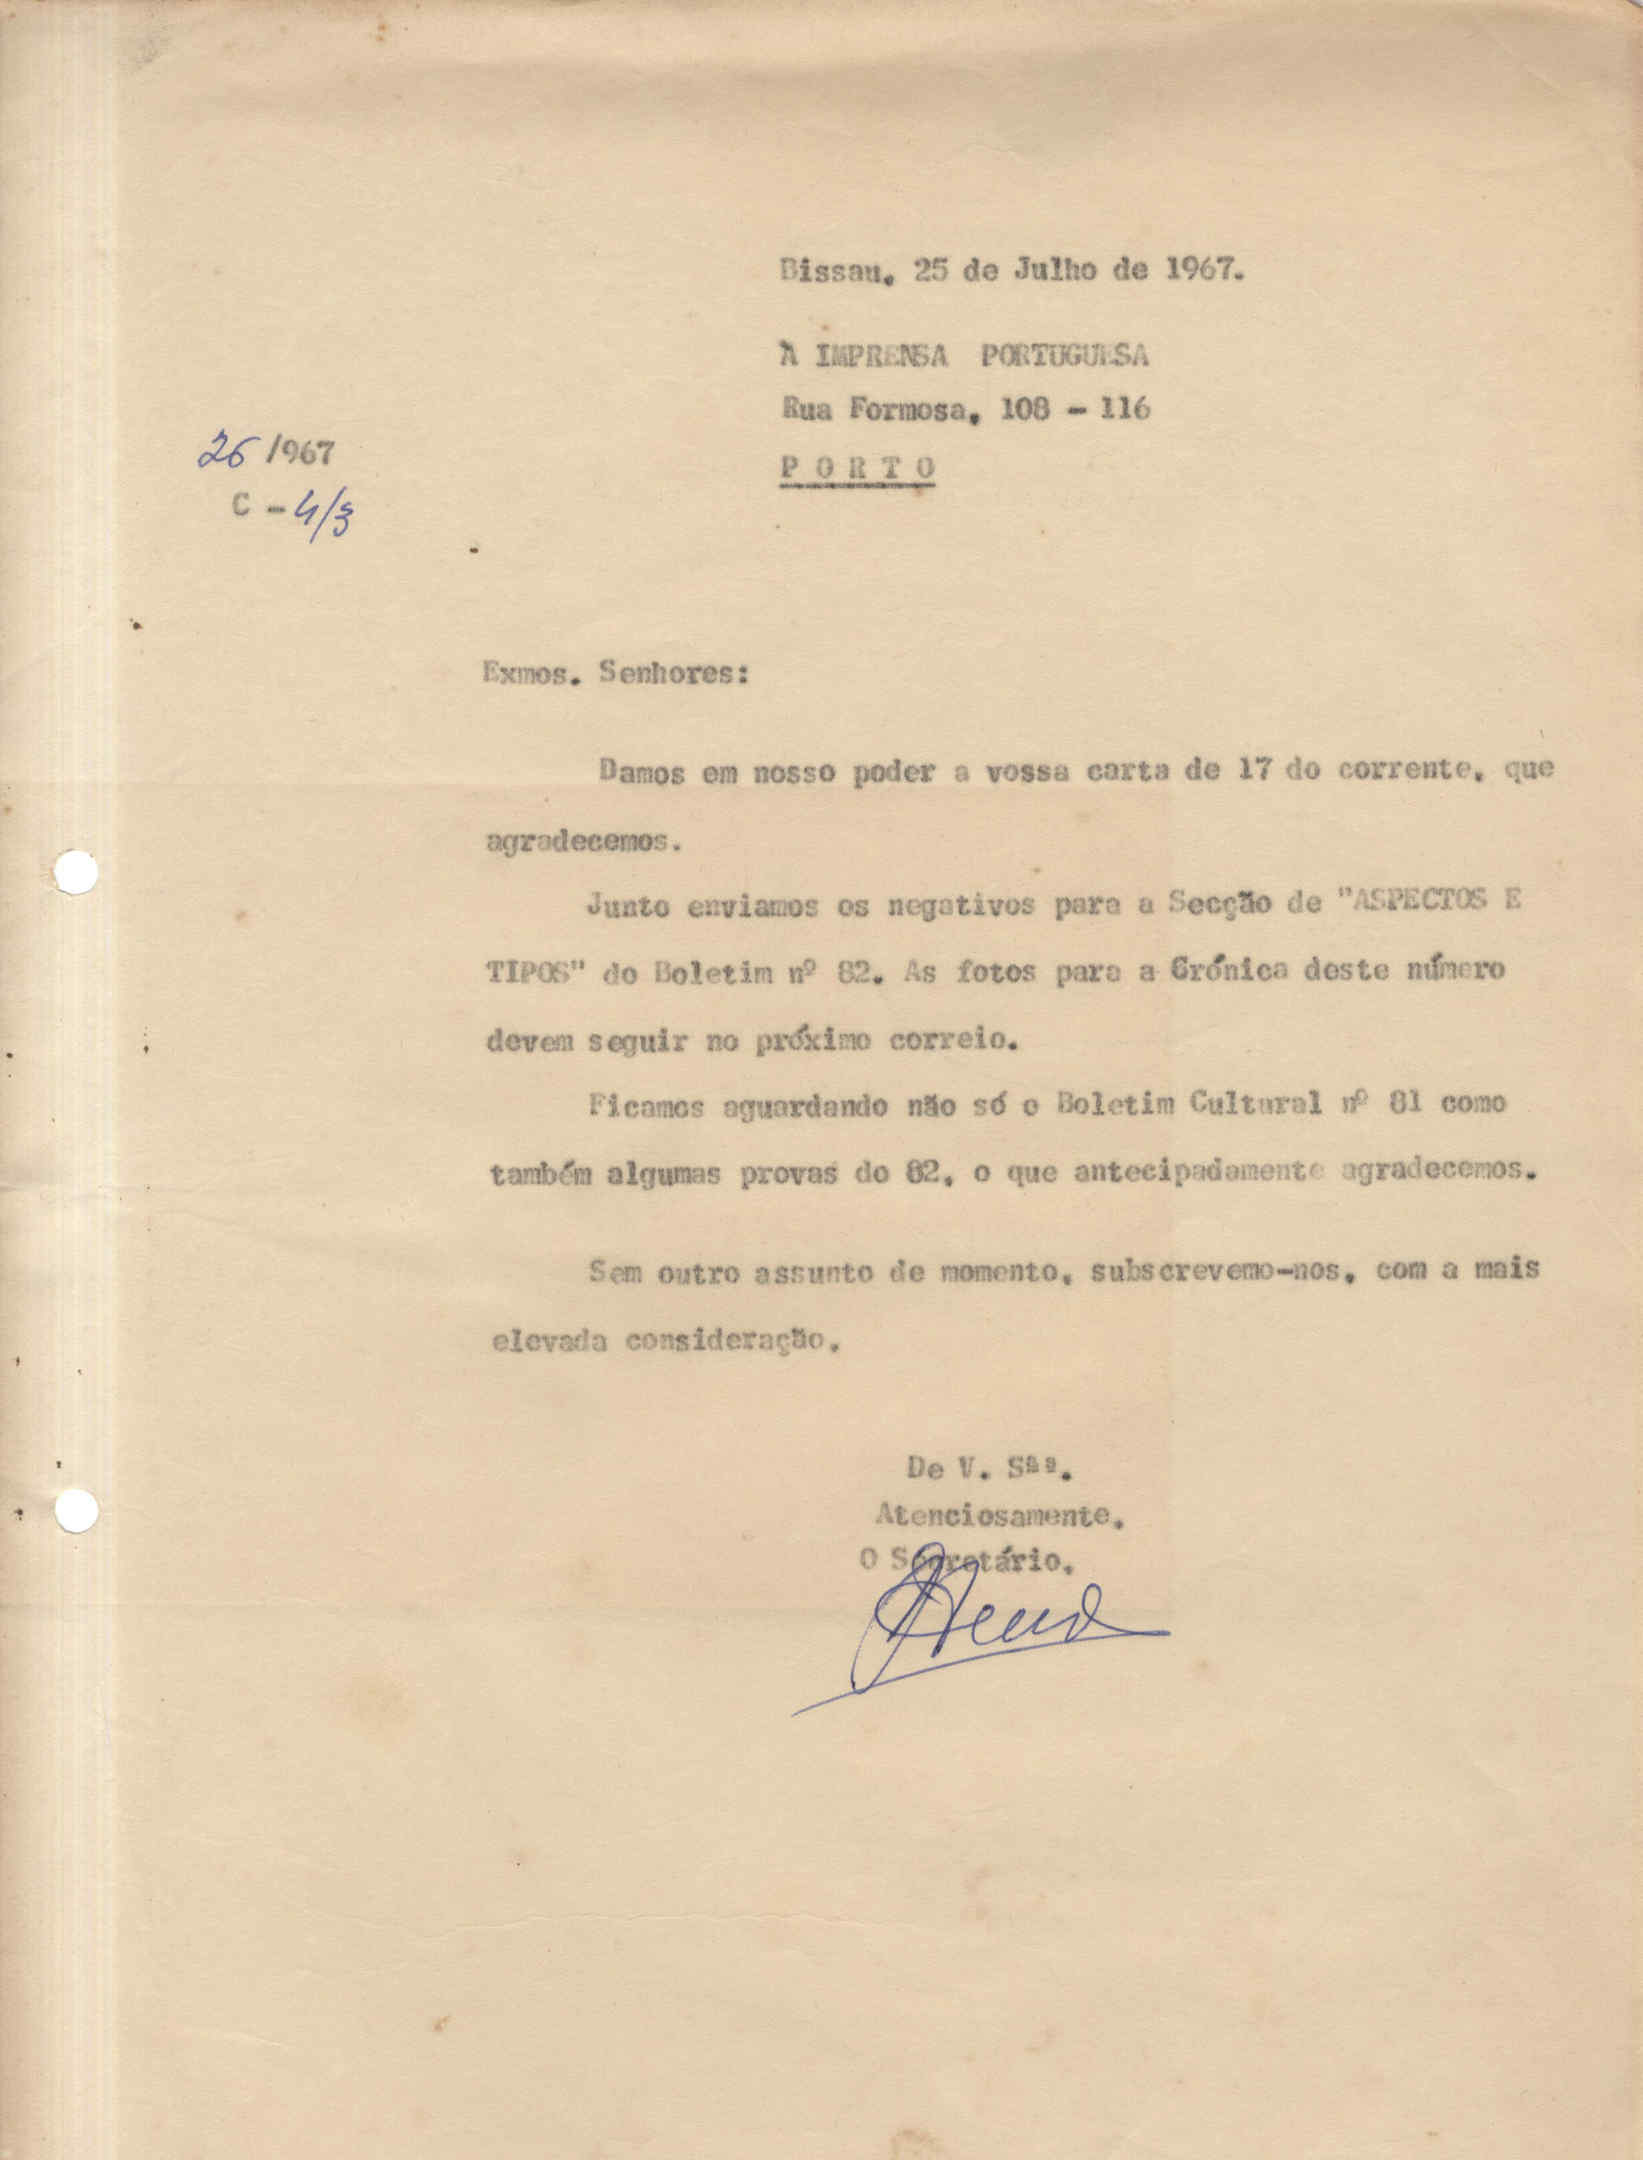 Bissau, 25 de Julho de 1967.
À IMPRENSA PORTUGUESA
Rua Formosa, 108 - 116
PORTO
26/967
C - 4/3
Exmos. Senhores:
Damos em nosso poder a vossa carta de 17 do corrente, que
agradecemos.
Junto enviamos os negativos para a Secção de "ASPECTOS E
TIPOS" do Boletim nº 82. As fotos para a Crónica deste número
devem seguir no próximo correio.
Ficamos aguardando não só o Boletim Cultural nº 81 como
também algumas provas do 82, o que antecipadamente agradecemos.
Sem outro assunto de momento, subscrevemo-nos, com a mais
elevada consideração.
De V. Sªs.
Atenciosamente,
O Secretário,